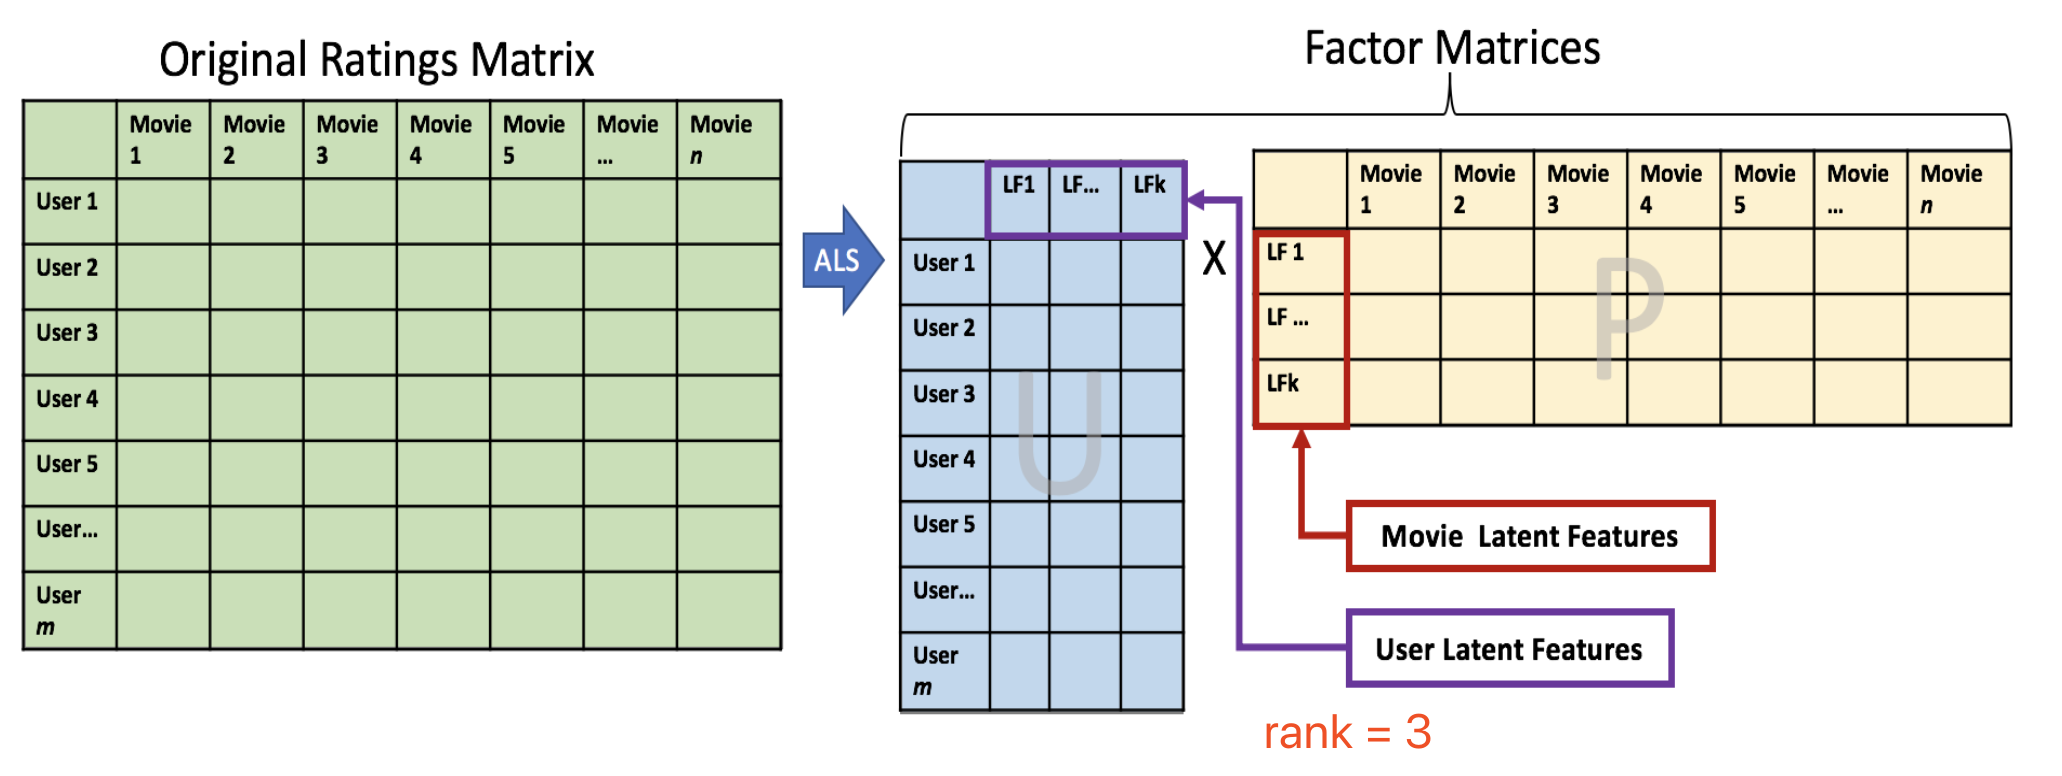 Original Ratings Matrix
Movie 1 Movie 2 Movie 3 Movie 4 Movie 5 Movie ... Movie n
User 1
User 2
User 3
User 4
User 5
User...
User m
ALS
Factor Matrices
LF1 LF... LFk
User 1
User 2
User 3
User 4
User 5
User...
User m
U
X
Movie 1 Movie 2 Movie 3 Movie 4 Movie 5 Movie ... Movie n
LF 1
LF ...
LFk
P
Movie Latent Features
User Latent Features
rank = 3